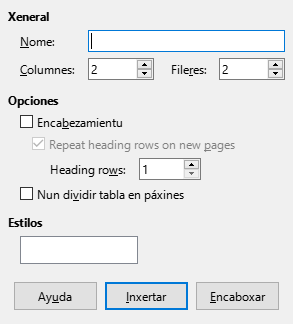 Xeneral
Nome:
Columnes: 2 Fileres: 2
Opciones
Encabezamientu
Repeat heading rows on new pages
Heading rows: 1
Nun dividir tabla en páxines
Estilos
Ayuda Inxertar Encaboxar